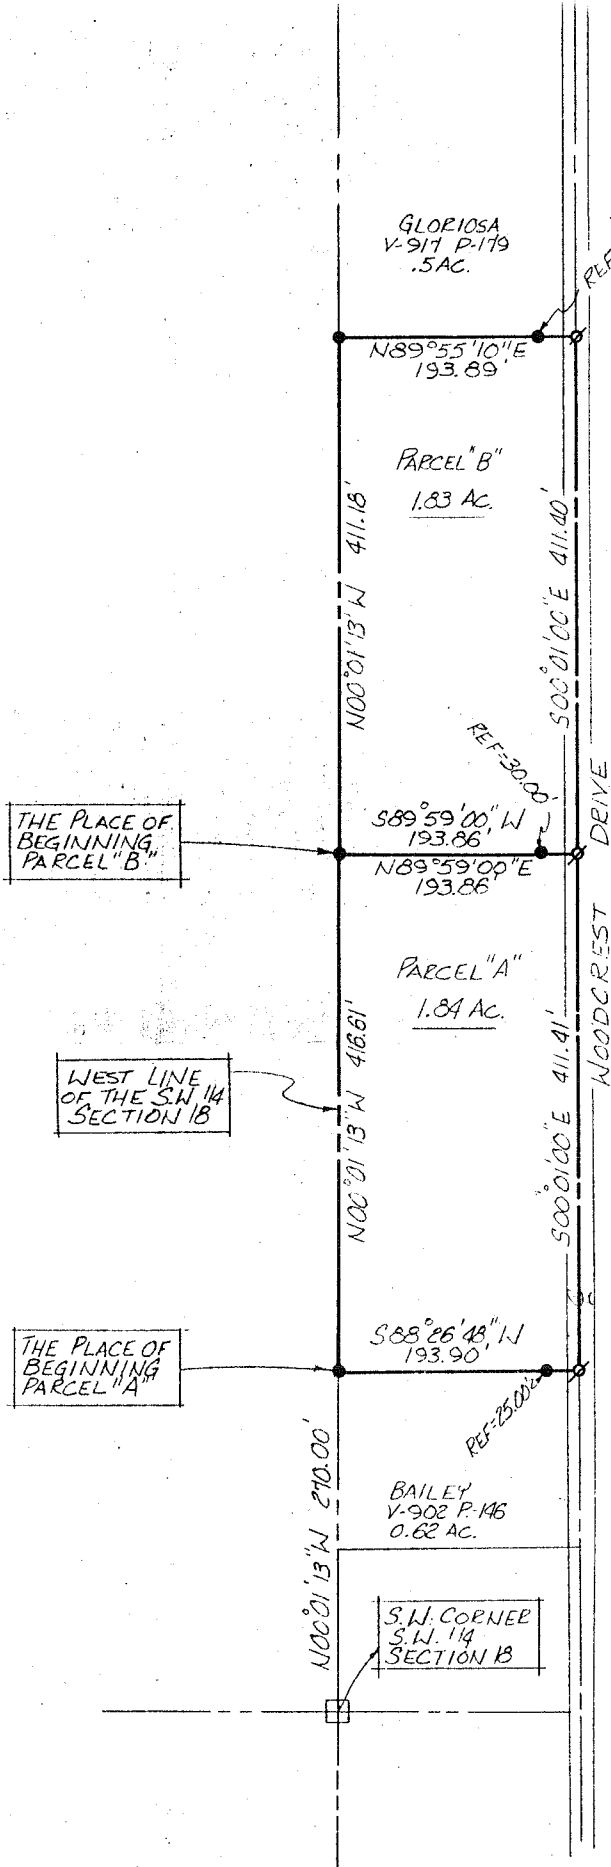 GLORIOSA
V-917 P-179
.5AC.
REF
N89°55'10"E
193.89'
PARCEL "B"
1.83 AC.
N00°01'13"W 411.18'
S00°01'00"E 411.40'
REF=30.00'
S89°59'00"W
193.86'
THE PLACE OF
BEGINNING
PARCEL "B"
N89°59'00"E
193.86'
WOODCREST DRIVE
PARCEL "A"
1.84 AC.
N00°01'13"W 416.61'
S00°01'00"E 411.41'
WEST LINE
OF THE S.W. 1/4
SECTION 18
S88°26'48"W
193.90'
THE PLACE OF
BEGINNING
PARCEL "A"
REF=25.00'
N00°01'13"W 270.00'
BAILEY
V-902 P-146
0.62 AC.
S.W. CORNER
S.W. 1/4
SECTION 18